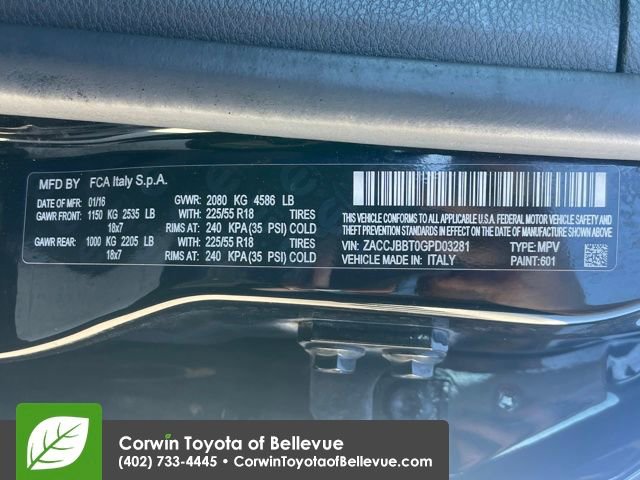 MFD BY FCA Italy S.p.A.
DATE OF MFR 01/16 GVWR: 2080 KG 4586 LB
GAWR FRONT: 1150 KG 2535 LB WITH: 225/55 R18 TIRES
18x7 RIMS AT: 240 KPA (35 PSI) COLD
GAWR REAR: 1000 KG 2205 LB WITH: 225/55 R18 TIRES
18x7 RIMS AT: 240 KPA (35 PSI) COLD
THIS VEHICLE CONFORMS TO ALL APPLICABLE U.S.A. FEDERAL MOTOR VEHICLE SAFETY AND
THEFT PREVENTION STANDARDS IN EFFECT ON THE DATE OF MANUFACTURE SHOWN ABOVE.
VIN: ZACCJBBT0GPD03281 TYPE: MPV
VEHICLE MADE IN: ITALY PAINT: 601
Corwin Toyota of Bellevue
(402) 733-4445 • CorwinToyotaofBellevue.com